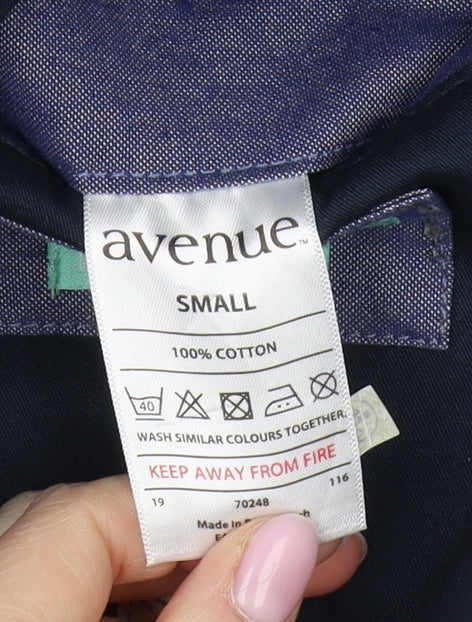 avenue™
SMALL
100% COTTON
40
WASH SIMILAR COLOURS TOGETHER.
KEEP AWAY FROM FIRE
19 70248 116
Made in